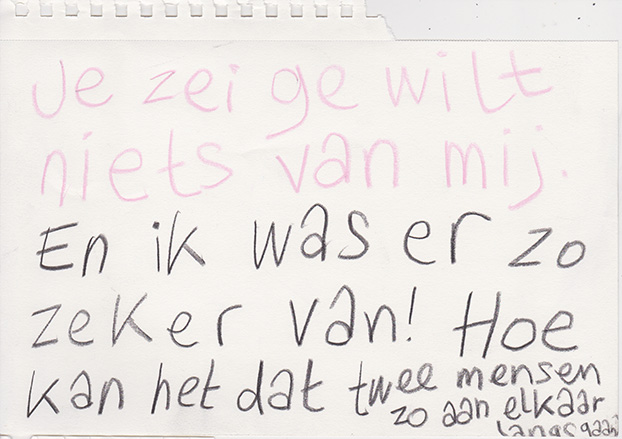 Je zei ge wilt
niets van mij.
En ik was er zo
zeker van! Hoe
kan het dat twee mensen
zo aan elkaar
langs gaan?